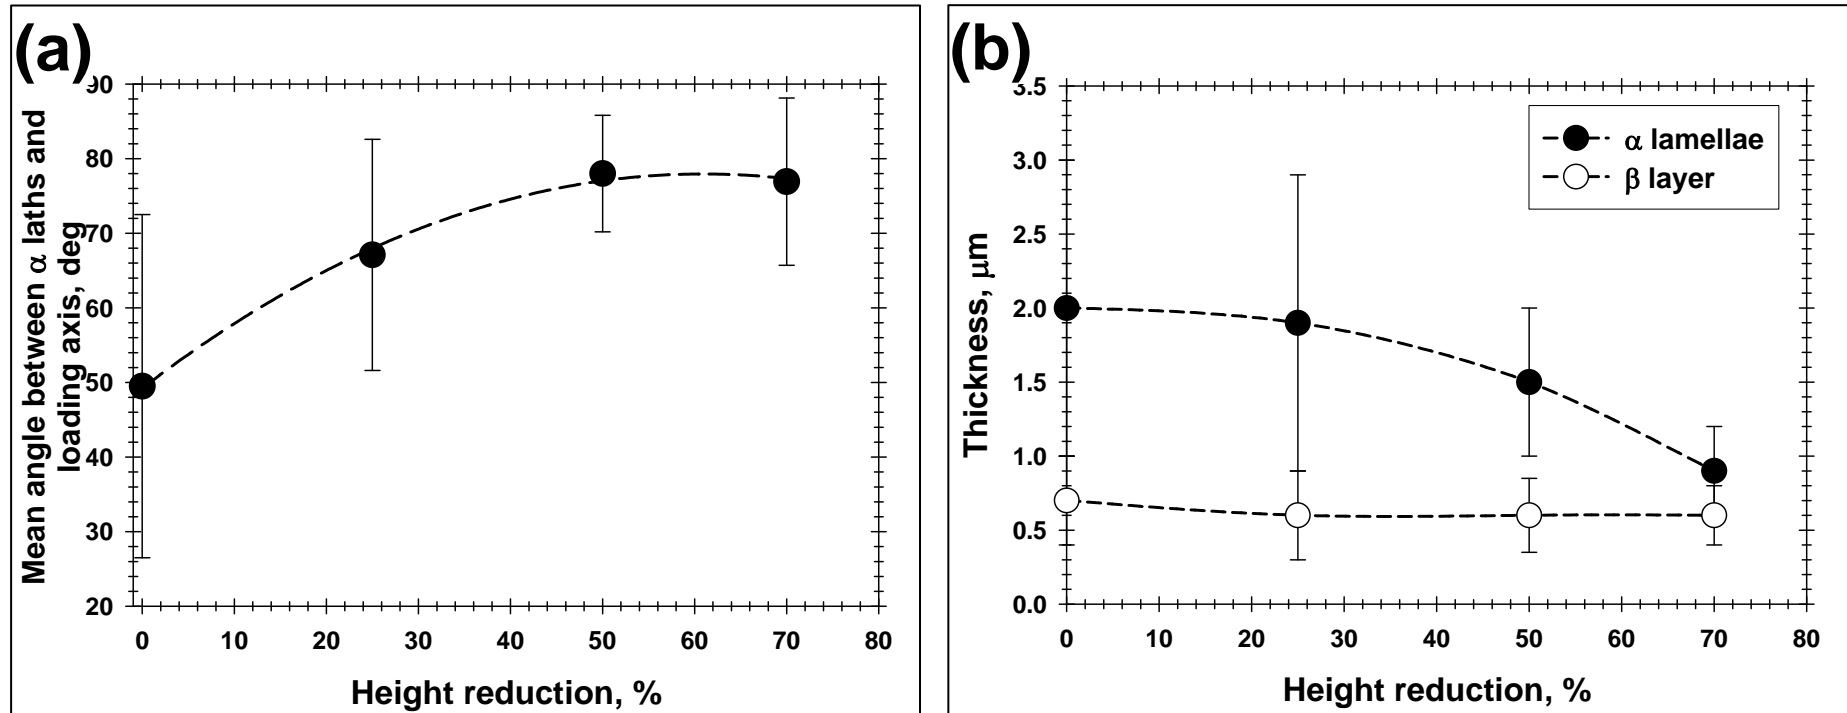 (a)
90
80
70
60
50
40
30
20
0 10 20 30 40 50 60 70 80
Mean angle between α laths and
loading axis, deg
Height reduction, %
(b)
3.5
3.0
2.5
2.0
1.5
1.0
0.5
0.0
0 10 20 30 40 50 60 70 80
Thickness, μm
Height reduction, %
α lamellae
β layer